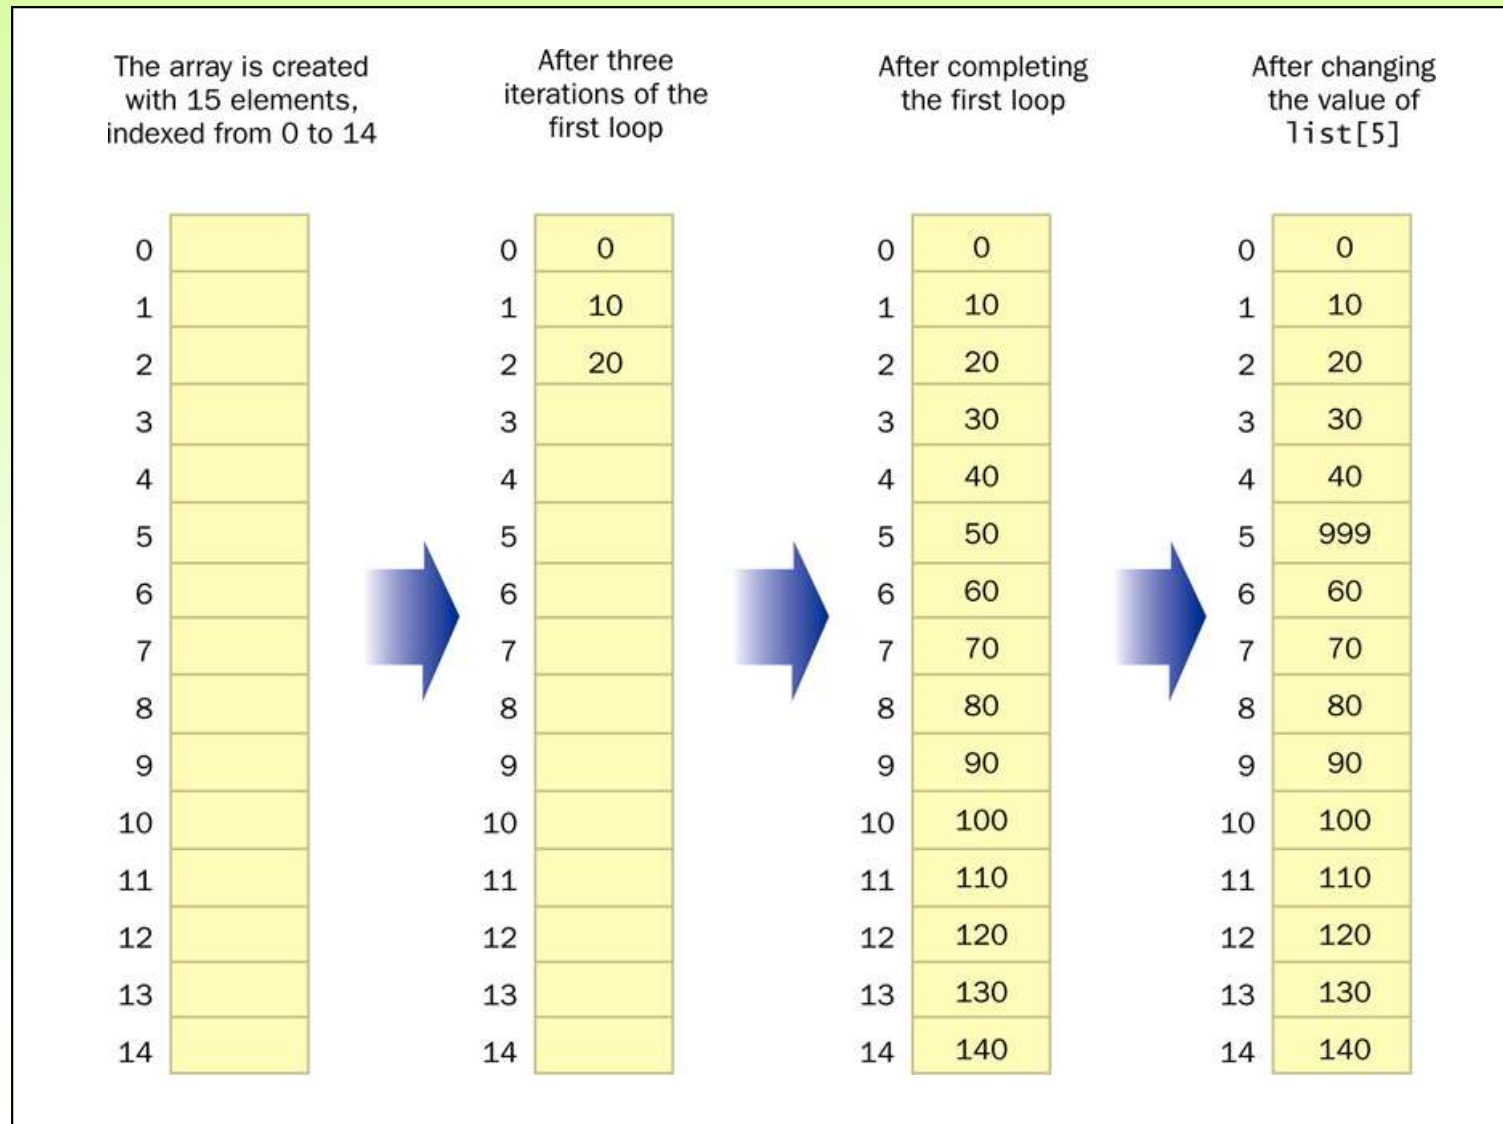 The array is created
with 15 elements,
indexed from 0 to 14
After three
iterations of the
first loop
After completing
the first loop
After changing
the value of
list[5]
0 0 0 0 0 0 0
1 1 10 1 10 1 10
2 2 20 2 20 2 20
3 3 3 30 3 30
4 4 4 40 4 40
5 5 5 50 5 999
6 6 6 60 6 60
7 7 7 70 7 70
8 8 8 80 8 80
9 9 9 90 9 90
10 10 10 100 10 100
11 11 11 110 11 110
12 12 12 120 12 120
13 13 13 130 13 130
14 14 14 140 14 140